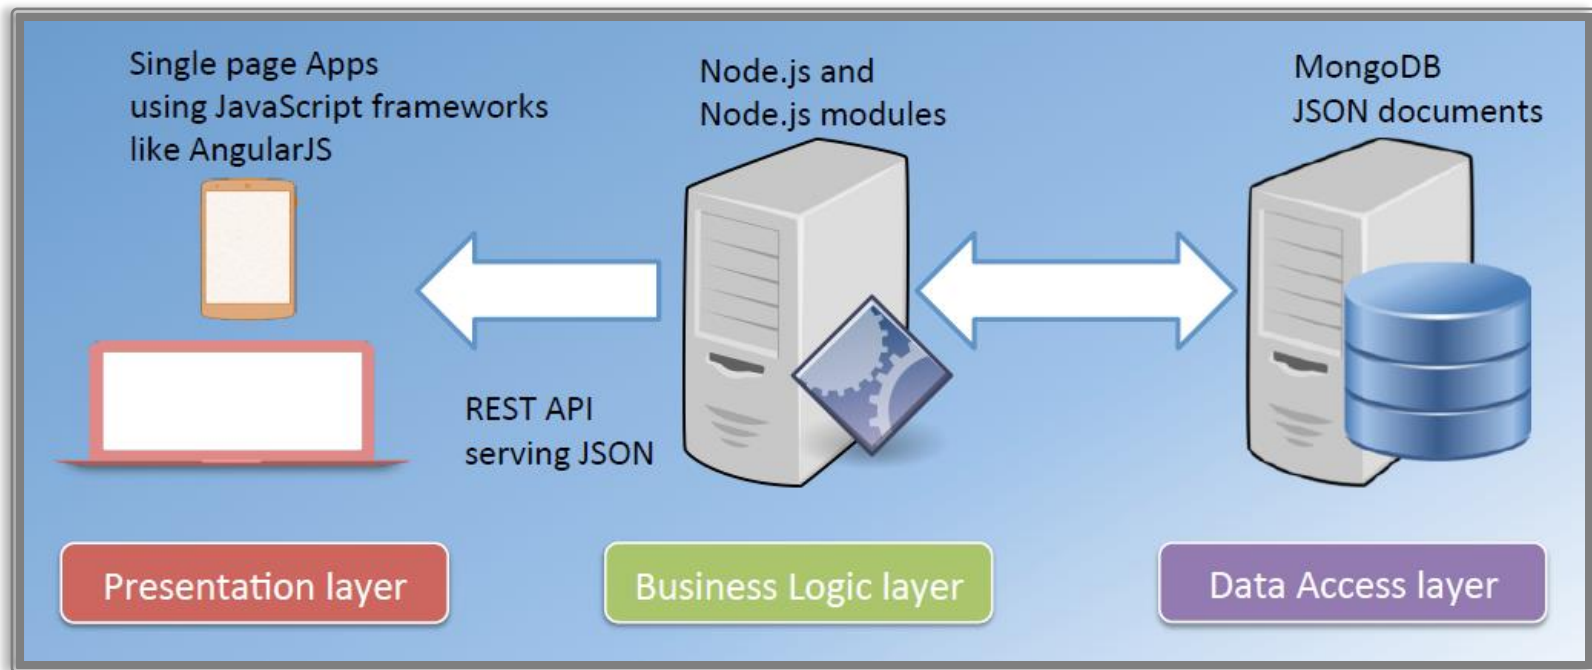 Single page Apps
using JavaScript frameworks
like AngularJS
Node.js and
Node.js modules
MongoDB
JSON documents
REST API
serving JSON
Presentation layer
Business Logic layer
Data Access layer